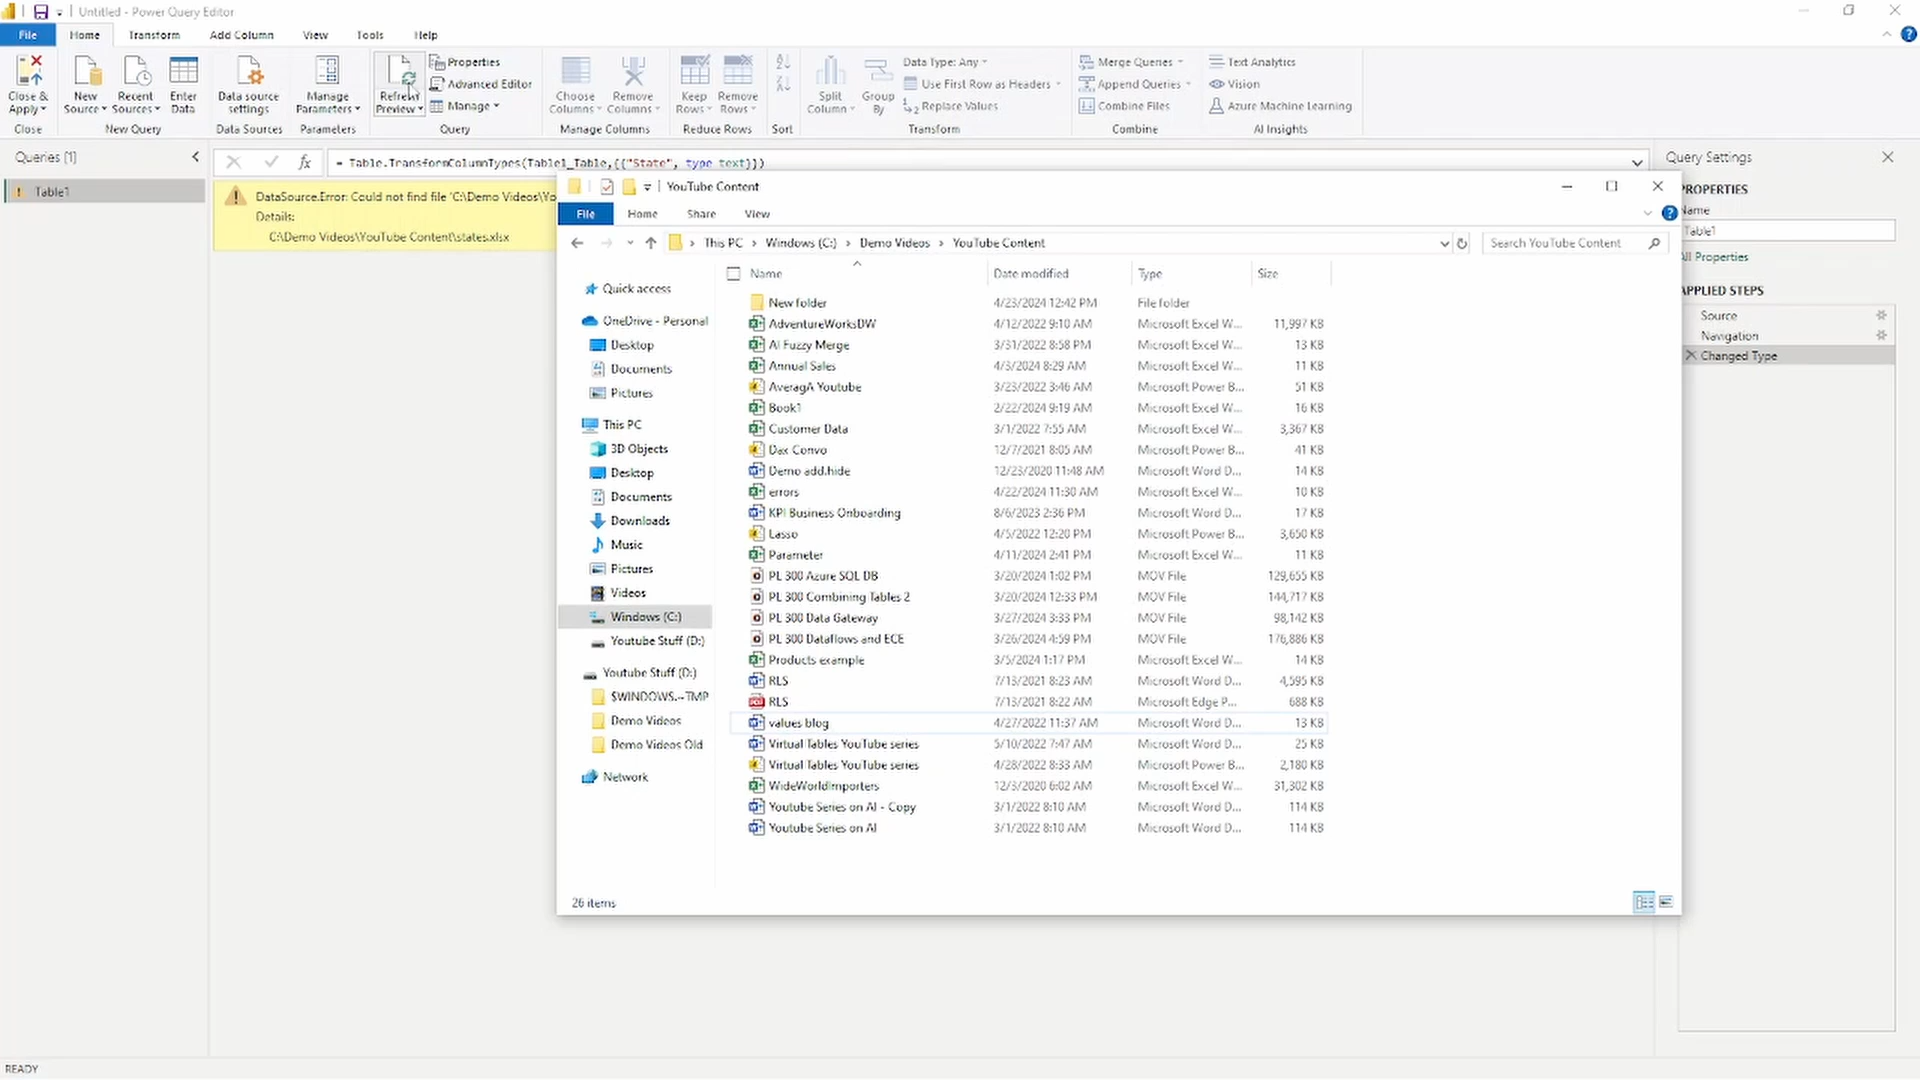 Untitled - Power Query Editor
File Home Transform Add Column View Tools Help
Close & Apply
New Source
Recent Sources
Enter Data
Data source settings
Manage Parameters
Refresh Preview
Properties
Advanced Editor
Manage
Choose Columns
Remove Columns
Keep Rows
Remove Rows
Split Column
Group By
Data Type: Any
Use First Row as Headers
Replace Values
Merge Queries
Append Queries
Combine Files
Text Analytics
Vision
Azure Machine Learning
Close New Query Data Sources Parameters Query Manage Columns Reduce Rows Sort Transform Combine AI Insights
Queries [1]
Table1
= Table.TransformColumnTypes(Table1_Table,{{"State", type text}})
DataSource.Error: Could not find file 'C:\Demo Videos\Yo
Details:
C:\Demo Videos\YouTube Content\states.xlsx
Query Settings
PROPERTIES
Name
Table1
All Properties
APPLIED STEPS
Source
Navigation
Changed Type
YouTube Content
File Home Share View
This PC > Windows (C:) > Demo Videos > YouTube Content
Search YouTube Content
Quick access
OneDrive - Personal
Desktop
Documents
Pictures
This PC
3D Objects
Desktop
Documents
Downloads
Music
Pictures
Videos
Windows (C:)
Youtube Stuff (D:)
Youtube Stuff (D:)
$WINDOWS.~TMP
Demo Videos
Demo Videos Old
Network
Name Date modified Type Size
New folder 4/23/2024 12:42 PM File folder
AdventureWorksDW 4/12/2022 9:10 AM Microsoft Excel W... 11,997 KB
AI Fuzzy Merge 3/31/2022 8:58 PM Microsoft Excel W... 13 KB
Annual Sales 4/3/2024 8:29 AM Microsoft Excel W... 11 KB
AveragA Youtube 3/23/2022 3:46 AM Microsoft Power B... 51 KB
Book1 2/22/2024 9:19 AM Microsoft Excel W... 16 KB
Customer Data 3/1/2022 7:55 AM Microsoft Excel W... 3,367 KB
Dax Convo 12/7/2021 8:05 AM Microsoft Power B... 41 KB
Demo add.hide 12/23/2020 11:48 AM Microsoft Word D... 14 KB
errors 4/22/2024 11:30 AM Microsoft Excel W... 10 KB
KPI Business Onboarding 8/6/2023 2:36 PM Microsoft Word D... 17 KB
Lasso 4/5/2022 12:20 PM Microsoft Power B... 3,650 KB
Parameter 4/11/2024 2:41 PM Microsoft Excel W... 11 KB
PL 300 Azure SQL DB 3/20/2024 1:02 PM MOV File 129,655 KB
PL 300 Combining Tables 2 3/20/2024 12:33 PM MOV File 144,717 KB
PL 300 Data Gateway 3/27/2024 3:33 PM MOV File 98,142 KB
PL 300 Dataflows and ECE 3/26/2024 4:59 PM MOV File 176,886 KB
Products example 3/5/2024 1:17 PM Microsoft Excel W... 14 KB
RLS 7/13/2021 8:23 AM Microsoft Word D... 4,595 KB
RLS 7/13/2021 8:22 AM Microsoft Edge P... 688 KB
values blog 4/27/2022 11:37 AM Microsoft Word D... 13 KB
Virtual Tables YouTube series 5/10/2022 7:47 AM Microsoft Word D... 25 KB
Virtual Tables YouTube series 4/28/2022 8:33 AM Microsoft Power B... 2,180 KB
WideWorldImporters 12/3/2020 6:02 AM Microsoft Excel W... 31,302 KB
Youtube Series on AI - Copy 3/1/2022 8:10 AM Microsoft Word D... 114 KB
Youtube Series on AI 3/1/2022 8:10 AM Microsoft Word D... 114 KB
26 items
READY